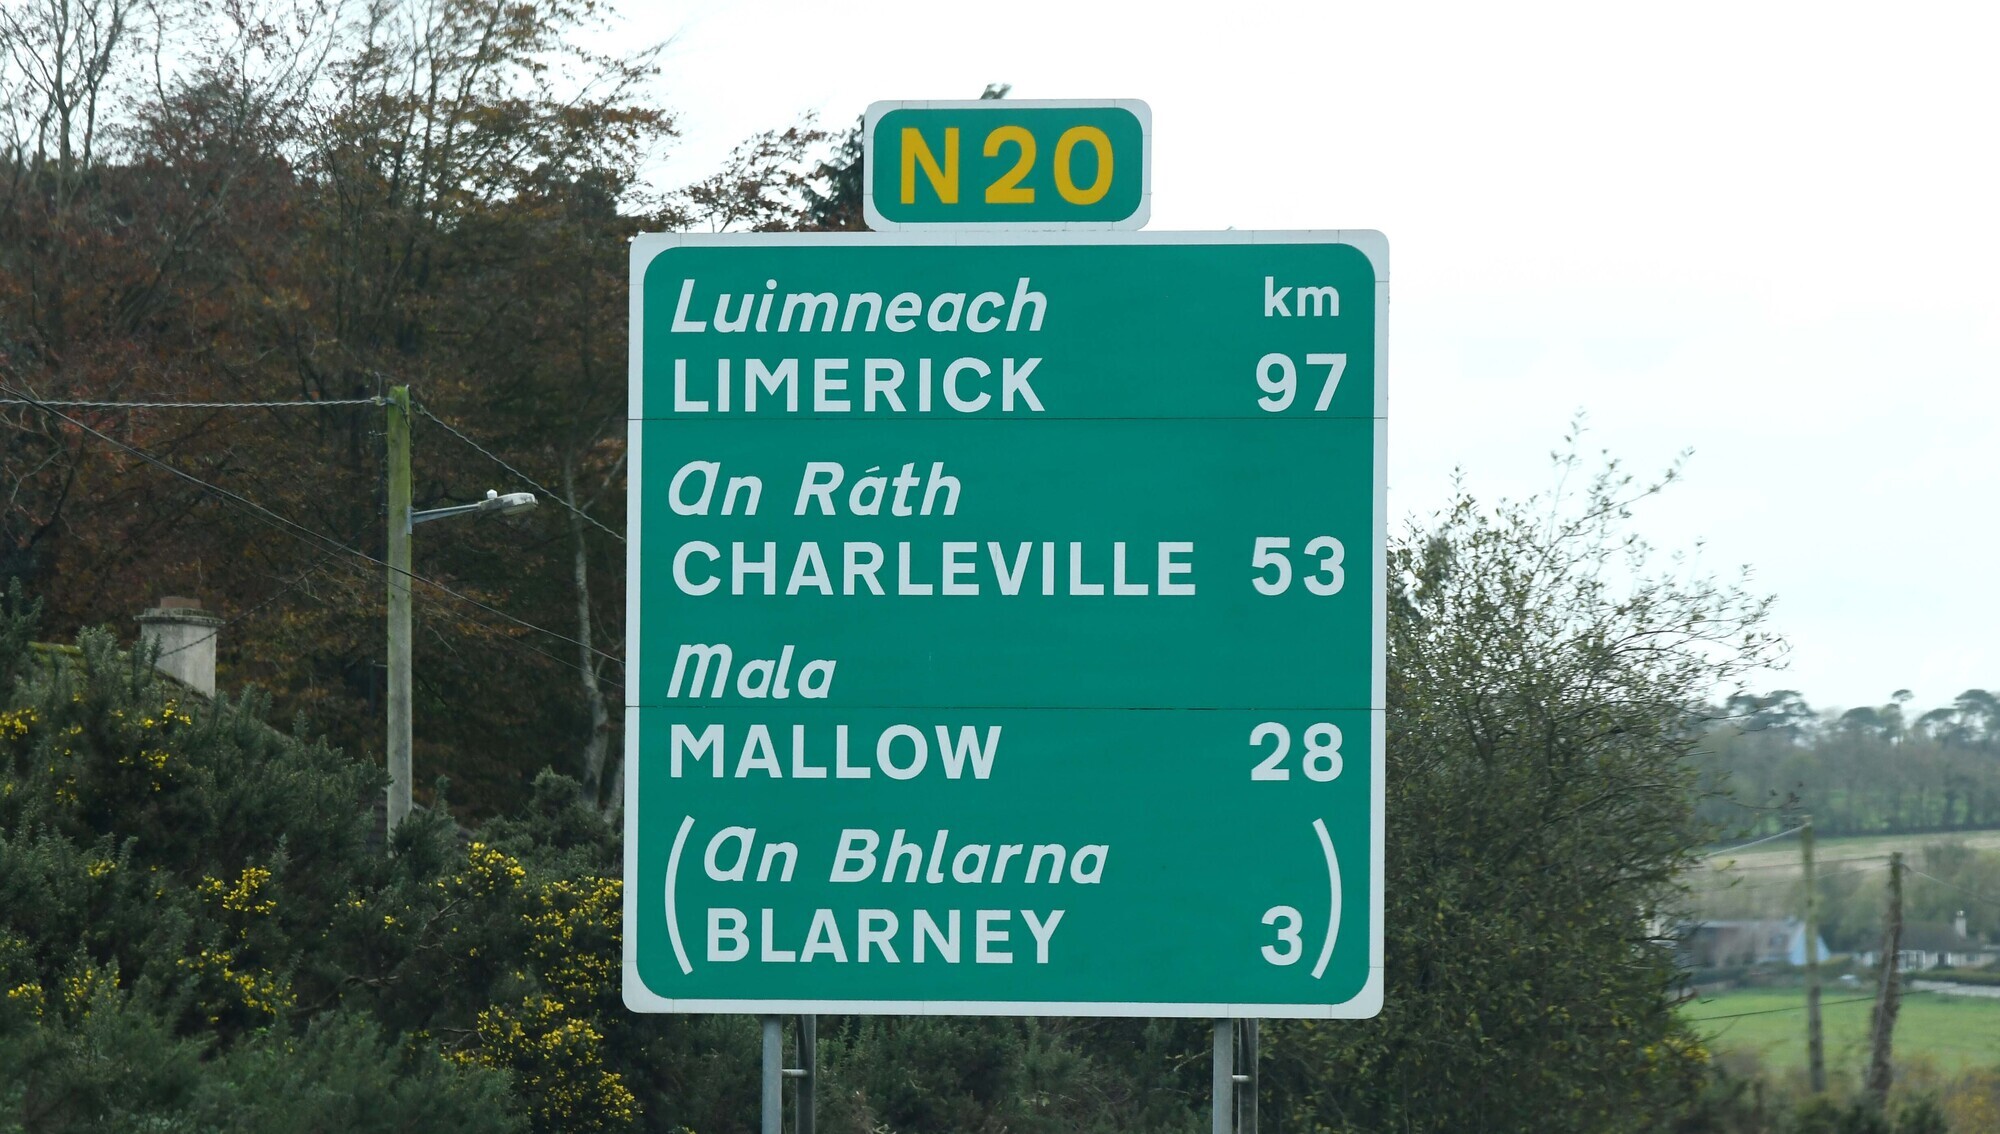 N20
Luimneach km
LIMERICK 97
An Ráth
CHARLEVILLE 53
Mala
MALLOW 28
(An Bhlarna
BLARNEY 3)